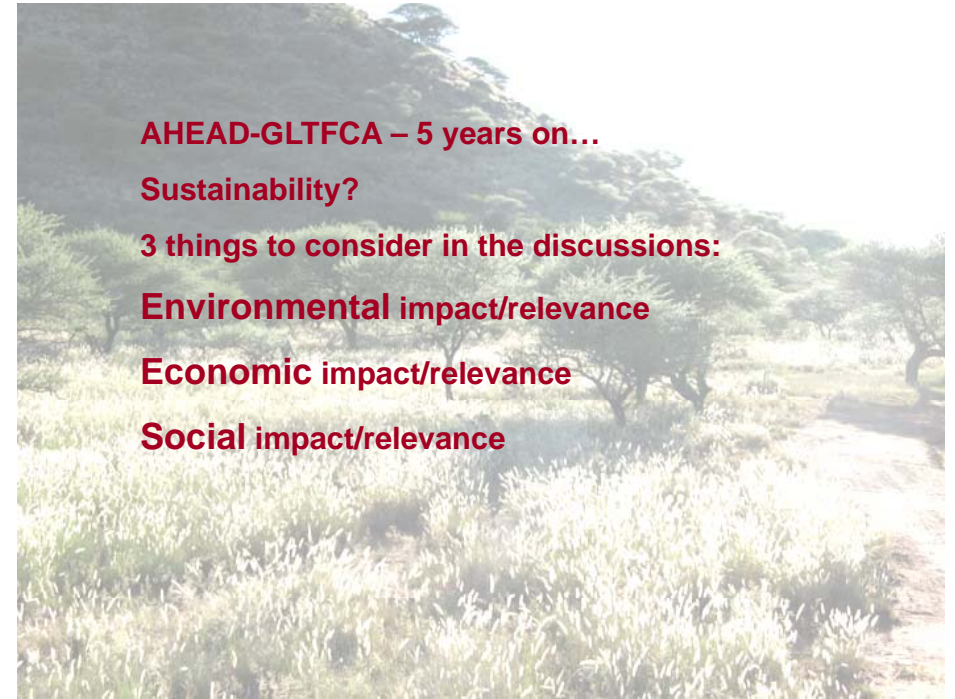 AHEAD-GLTFCA – 5 years on…
Sustainability?
3 things to consider in the discussions:
Environmental impact/relevance
Economic impact/relevance
Social impact/relevance